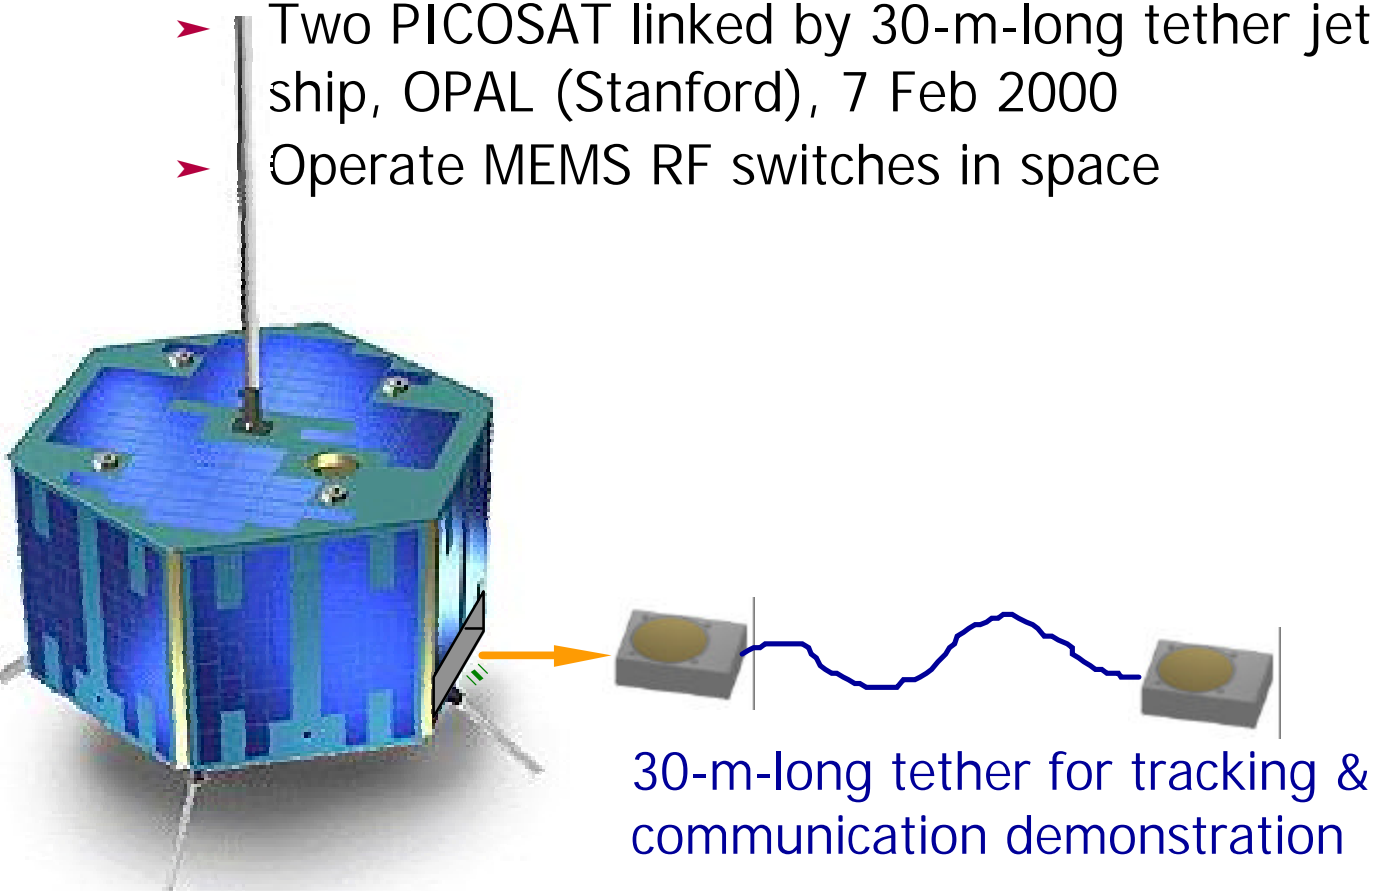 Two PICOSAT linked by 30-m-long tether jet
ship, OPAL (Stanford), 7 Feb 2000
Operate MEMS RF switches in space
30-m-long tether for tracking &
communication demonstration